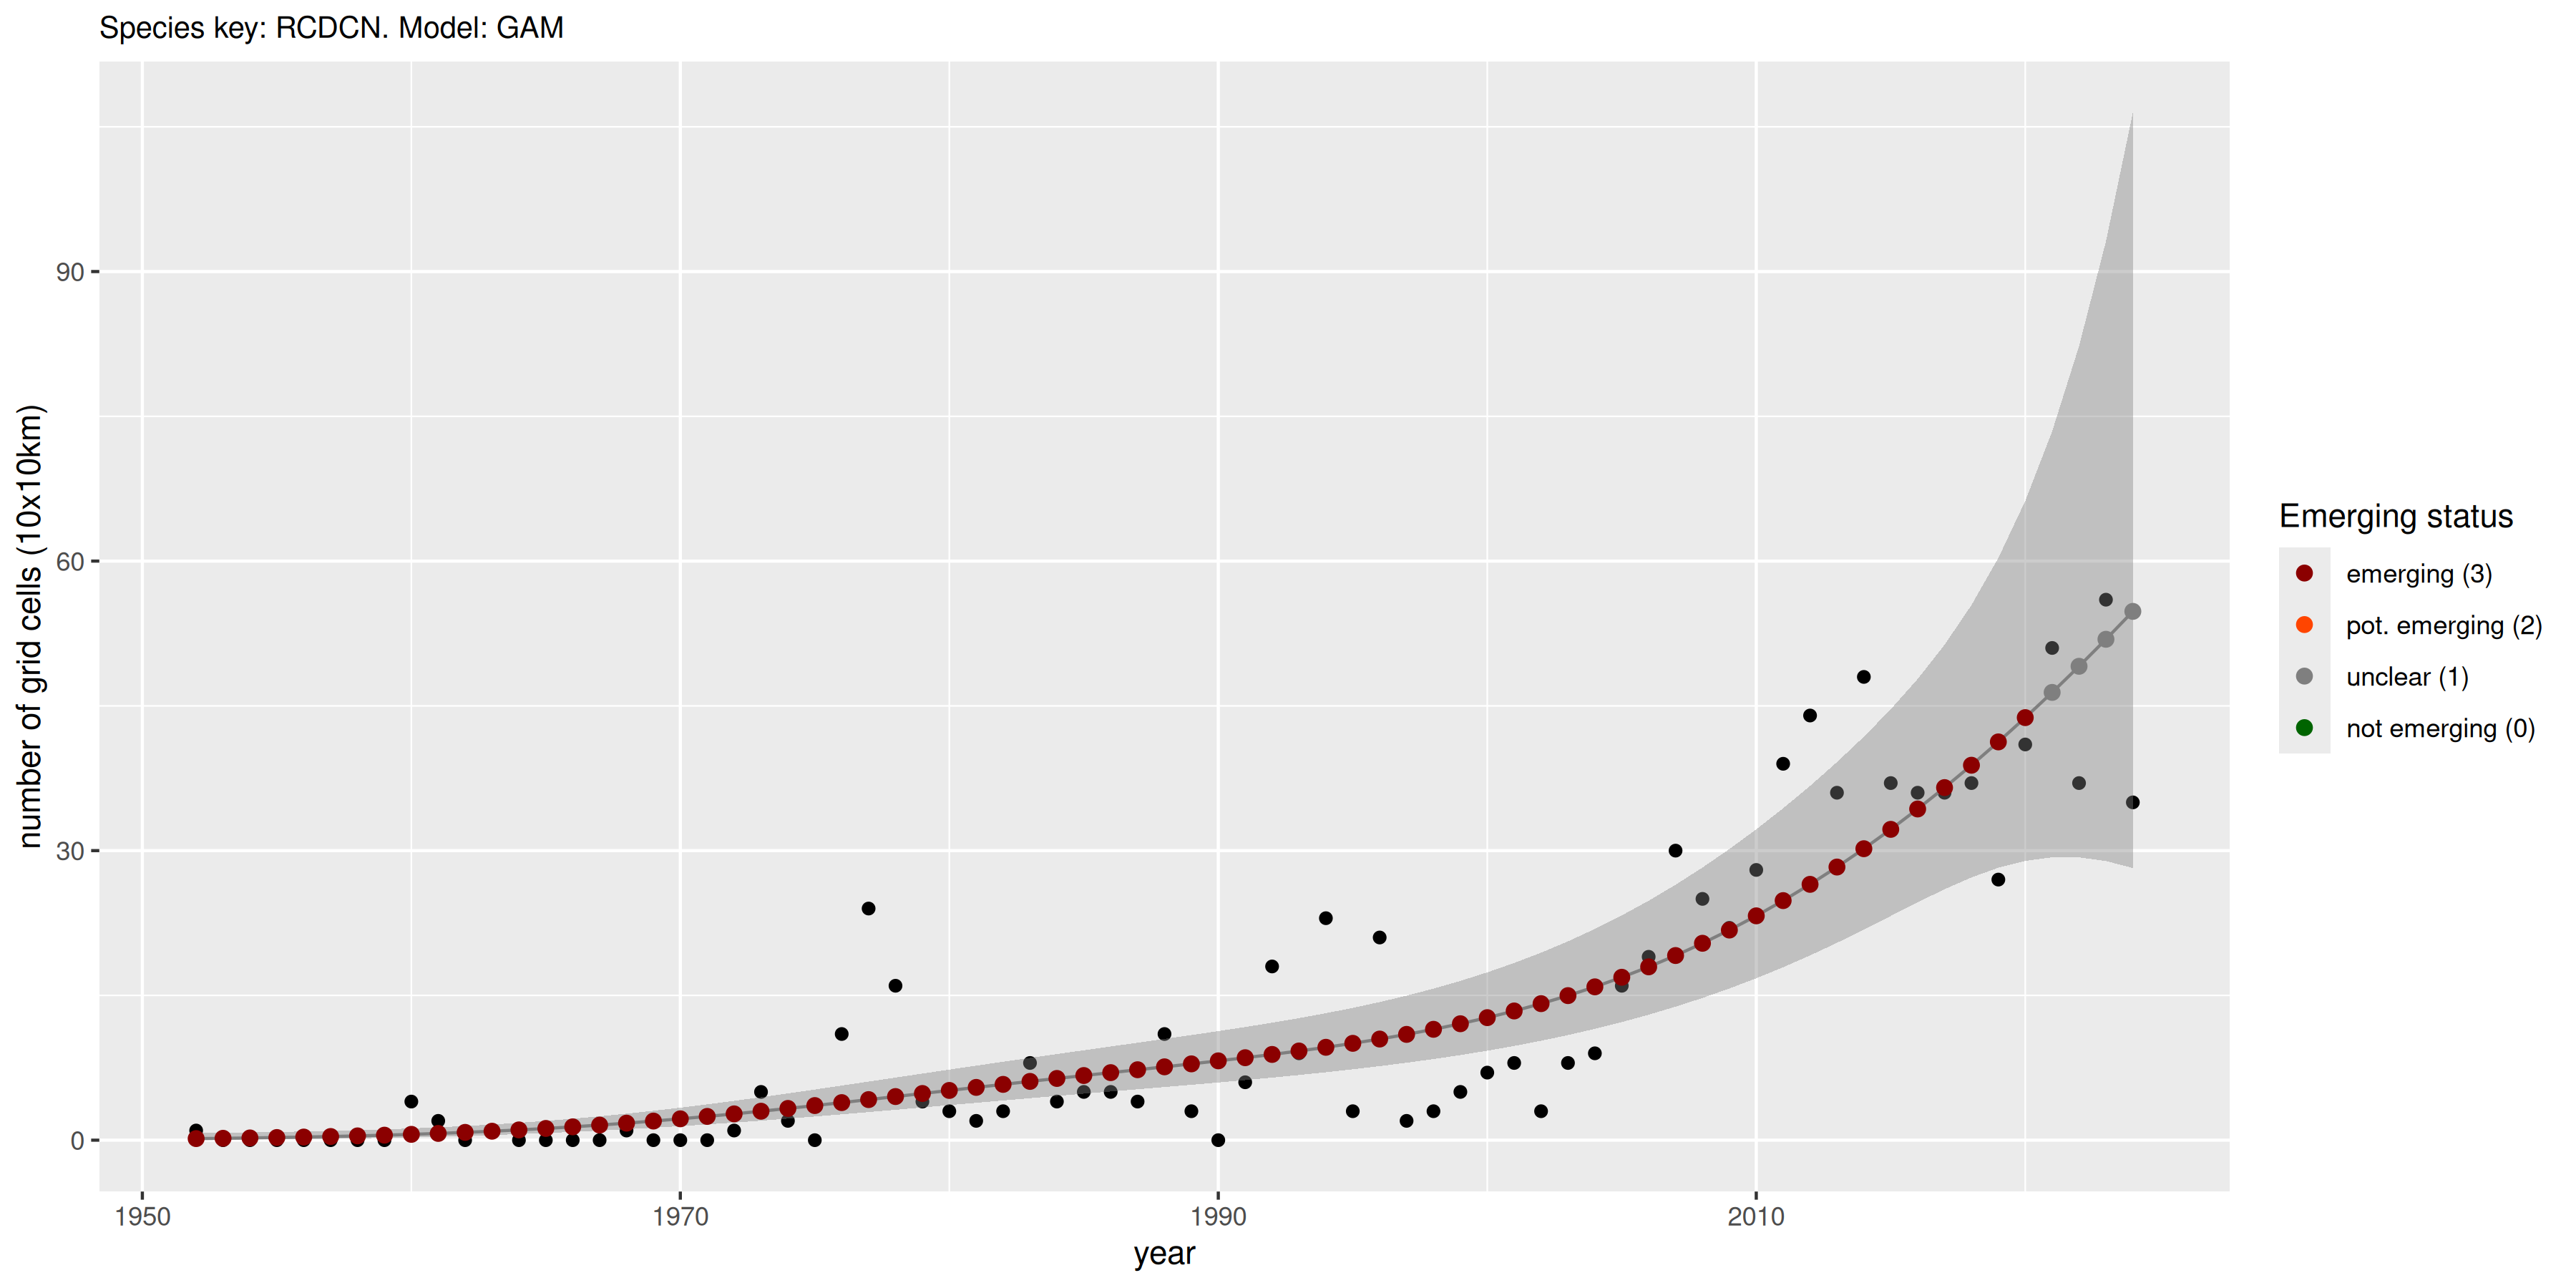 Species key: RCDCN. Model: GAM
number of grid cells (10x10km)
90
60
30
0
1950 1970 1990 2010
year
Emerging status
emerging (3)
pot. emerging (2)
unclear (1)
not emerging (0)